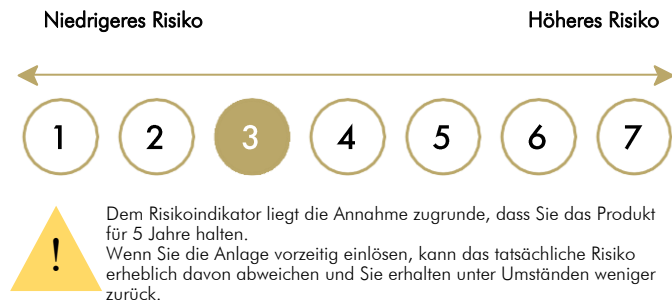 Niedrigeres Risiko Höheres Risiko
1 2 3 4 5 6 7
!
Dem Risikoindikator liegt die Annahme zugrunde, dass Sie das Produkt
für 5 Jahre halten.
Wenn Sie die Anlage vorzeitig einlösen, kann das tatsächliche Risiko
erheblich davon abweichen und Sie erhalten unter Umständen weniger
zurück.